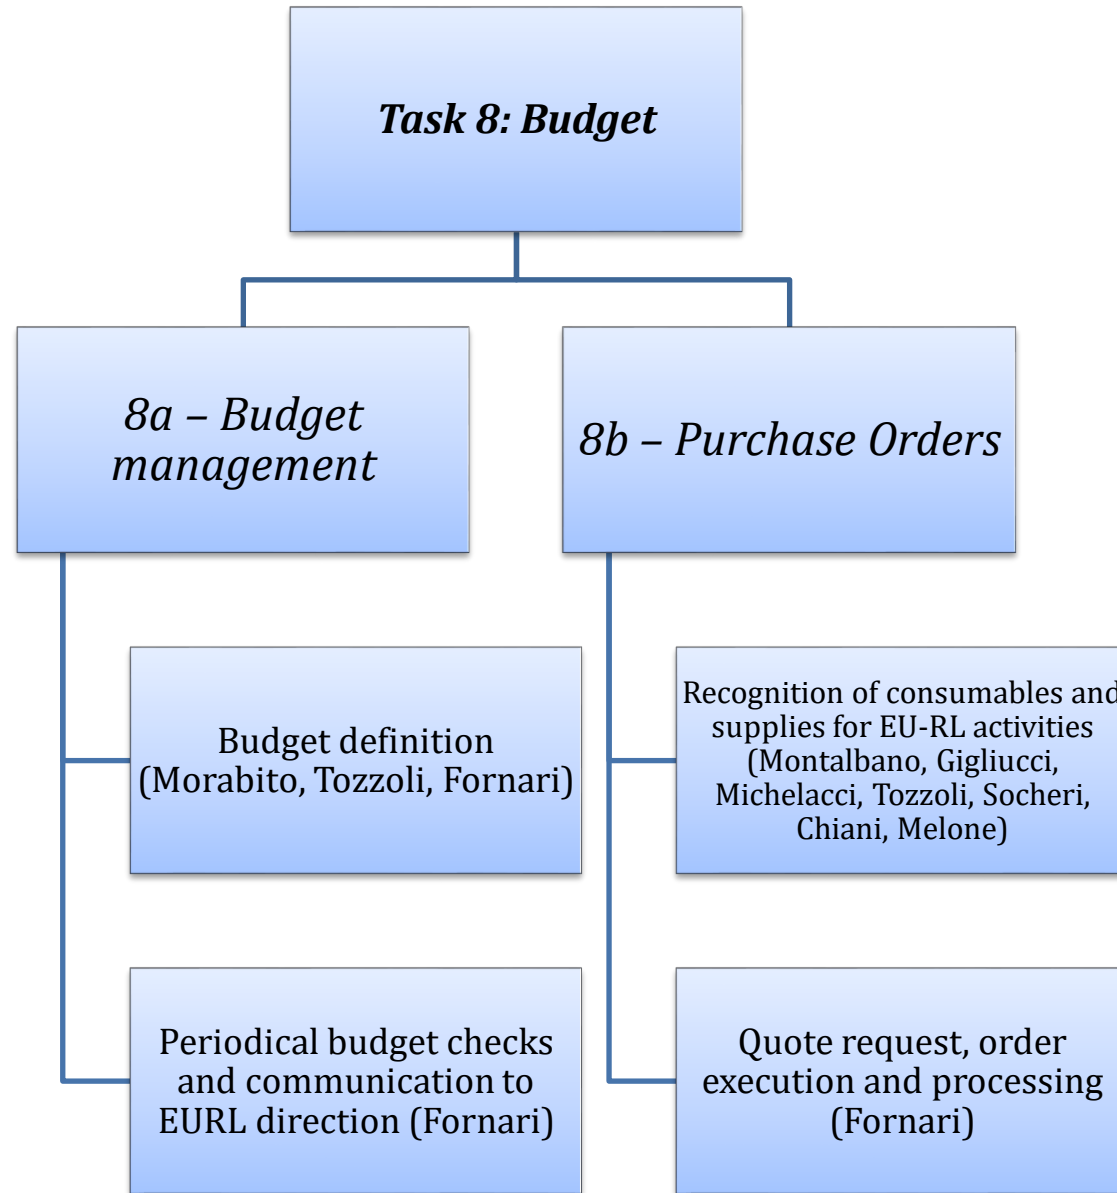 Task 8: Budget
8a – Budget
management
8b – Purchase Orders
Budget definition
(Morabito, Tozzoli, Fornari)
Periodical budget checks
and communication to
EURL direction (Fornari)
Recognition of consumables and
supplies for EU-RL activities
(Montalbano, Gigliucci,
Michelacci, Tozzoli, Socheri,
Chiani, Melone)
Quote request, order
execution and processing
(Fornari)